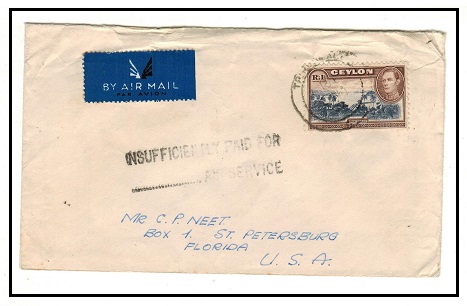 BY AIR MAIL
PAR AVION
R.1
CEYLON
INSUFFICIENTLY PAID FOR
AIR SERVICE
MR C.P. NEET
BOX 1. ST. PETERSBURG
FLORIDA
U.S.A.